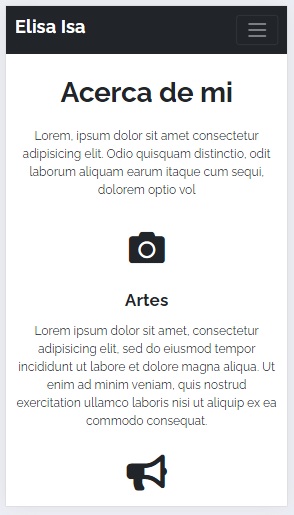 Elisa Isa
Acerca de mi
Lorem, ipsum dolor sit amet consectetur
adipisicing elit. Odio quisquam distinctio, odit
laborum aliquam earum itaque cum sequi,
dolorem optio vol
Artes
Lorem ipsum dolor sit amet, consectetur
adipiscing elit, sed do eiusmod tempor
incididunt ut labore et dolore magna aliqua. Ut
enim ad minim veniam, quis nostrud
exercitation ullamco laboris nisi ut aliquip ex ea
commodo consequat.